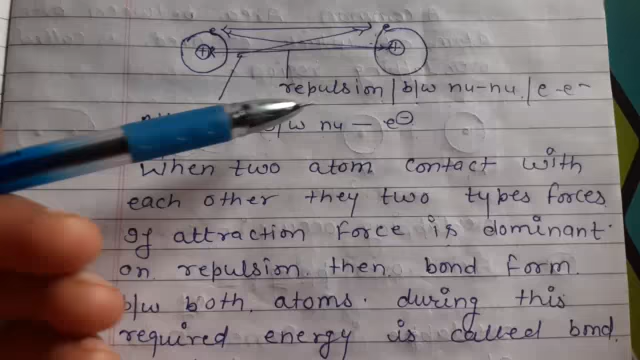 repulsion | b/w nu-nu | e-e-
b/w nu — e⊖
When two atom contact with
each other they two types forces
If attraction force is dominant.
on repulsion then bond form
b/w both atoms. during this
required energy is called bond.